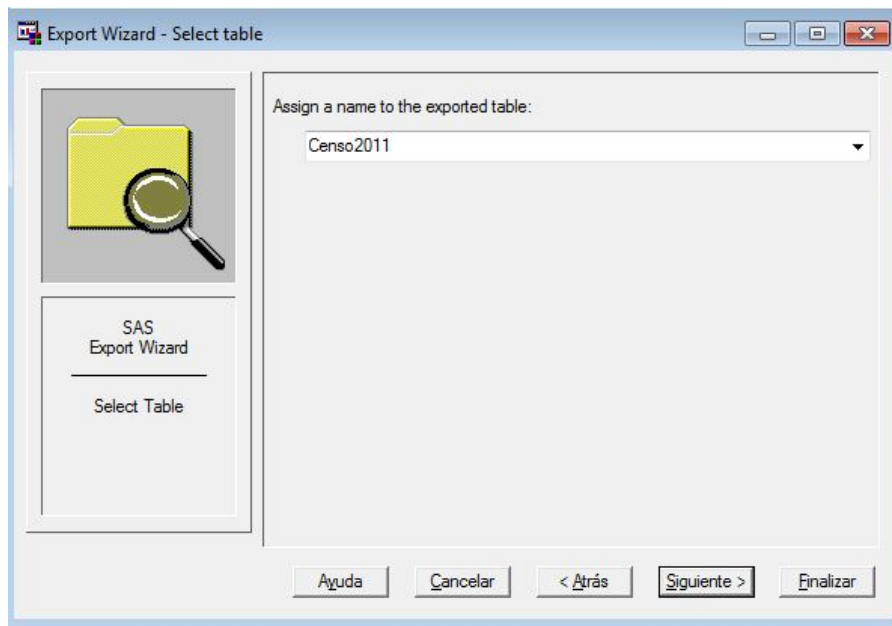 Export Wizard - Select table
Assign a name to the exported table:
Censo2011
SAS
Export Wizard
Select Table
Ayuda
Cancelar
< Atrás
Siguiente >
Finalizar